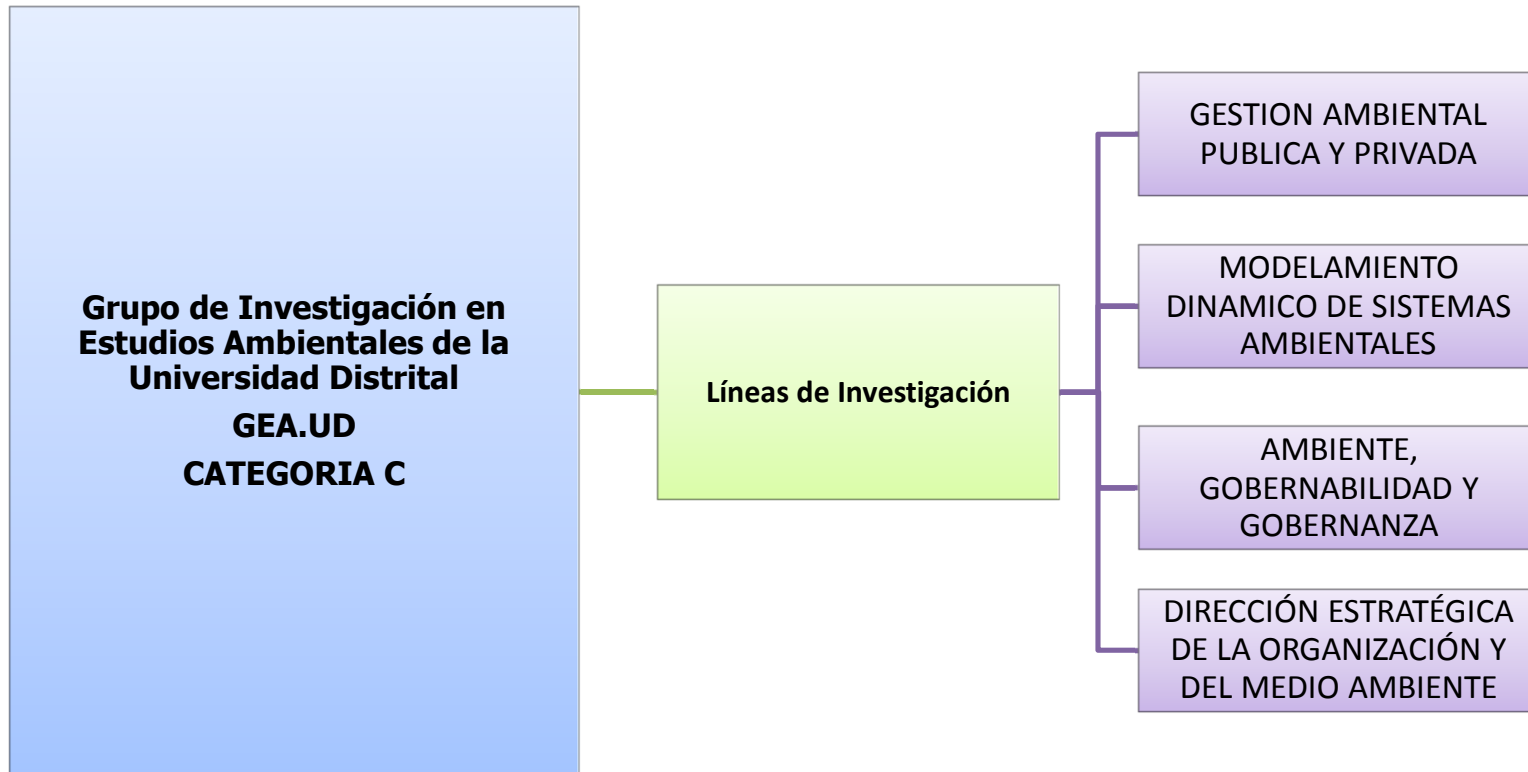 Grupo de Investigación en
Estudios Ambientales de la
Universidad Distrital
GEA.UD
CATEGORIA C
Líneas de Investigación
GESTION AMBIENTAL
PUBLICA Y PRIVADA
MODELAMIENTO
DINAMICO DE SISTEMAS
AMBIENTALES
AMBIENTE,
GOBERNABILIDAD Y
GOBERNANZA
DIRECCIÓN ESTRATÉGICA
DE LA ORGANIZACIÓN Y
DEL MEDIO AMBIENTE